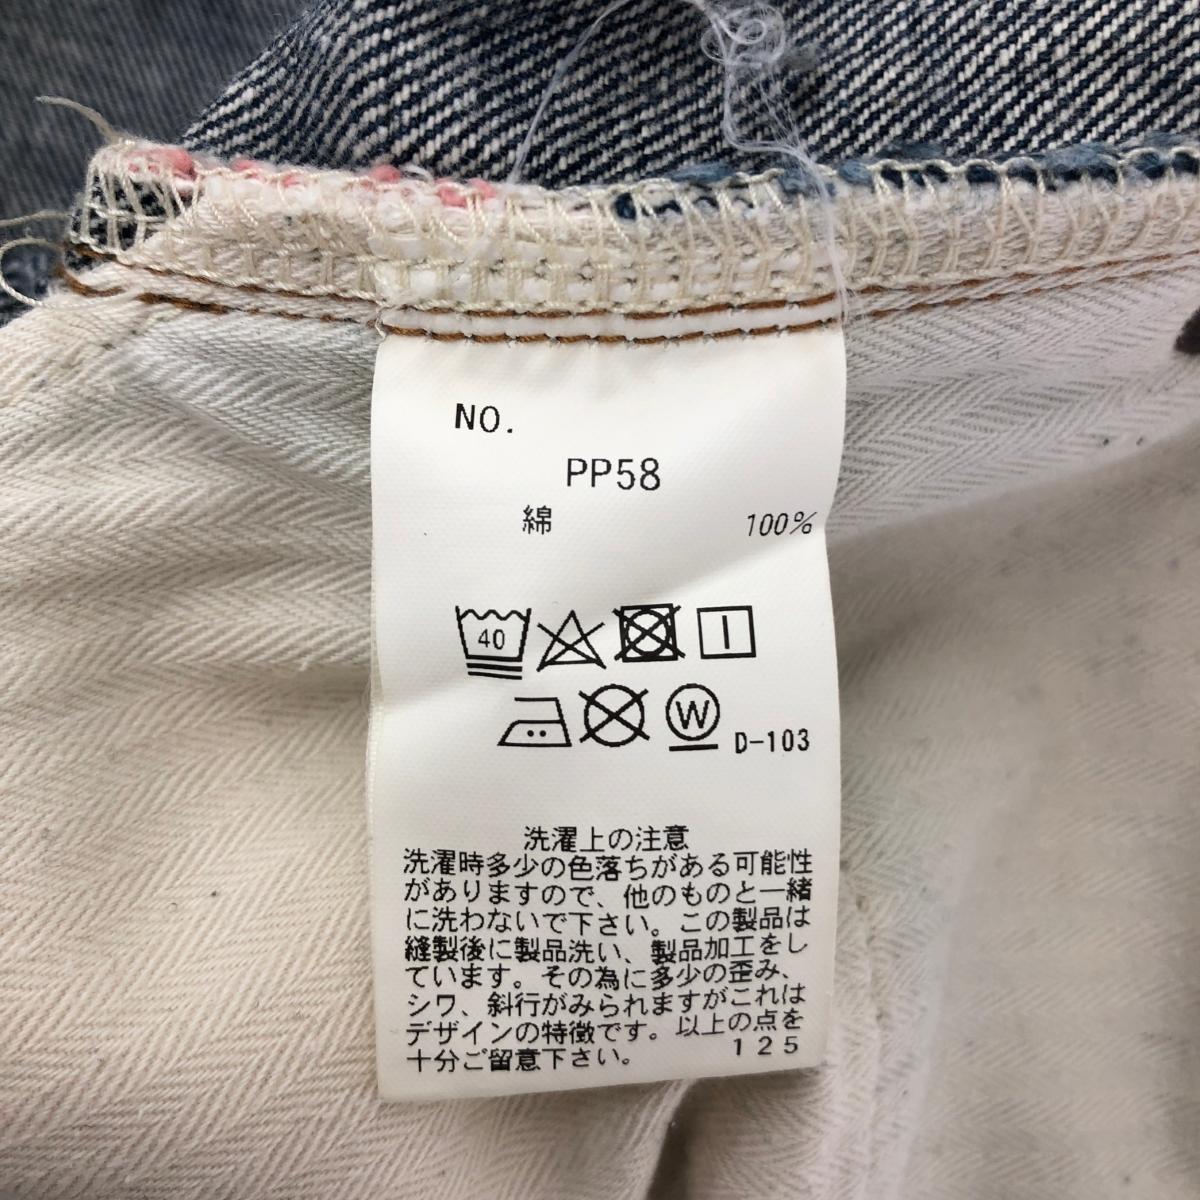 NO.
PP58
綿 100%
40
W D-103
洗濯上の注意
洗濯時多少の色落ちがある可能性
がありますので、他のものと一緒
に洗わないで下さい。この製品は
縫製後に製品洗い、製品加工をし
ています。その為に多少の歪み、
シワ、斜行がみられますがこれは
デザインの特徴です。以上の点を
十分ご留意下さい。 125